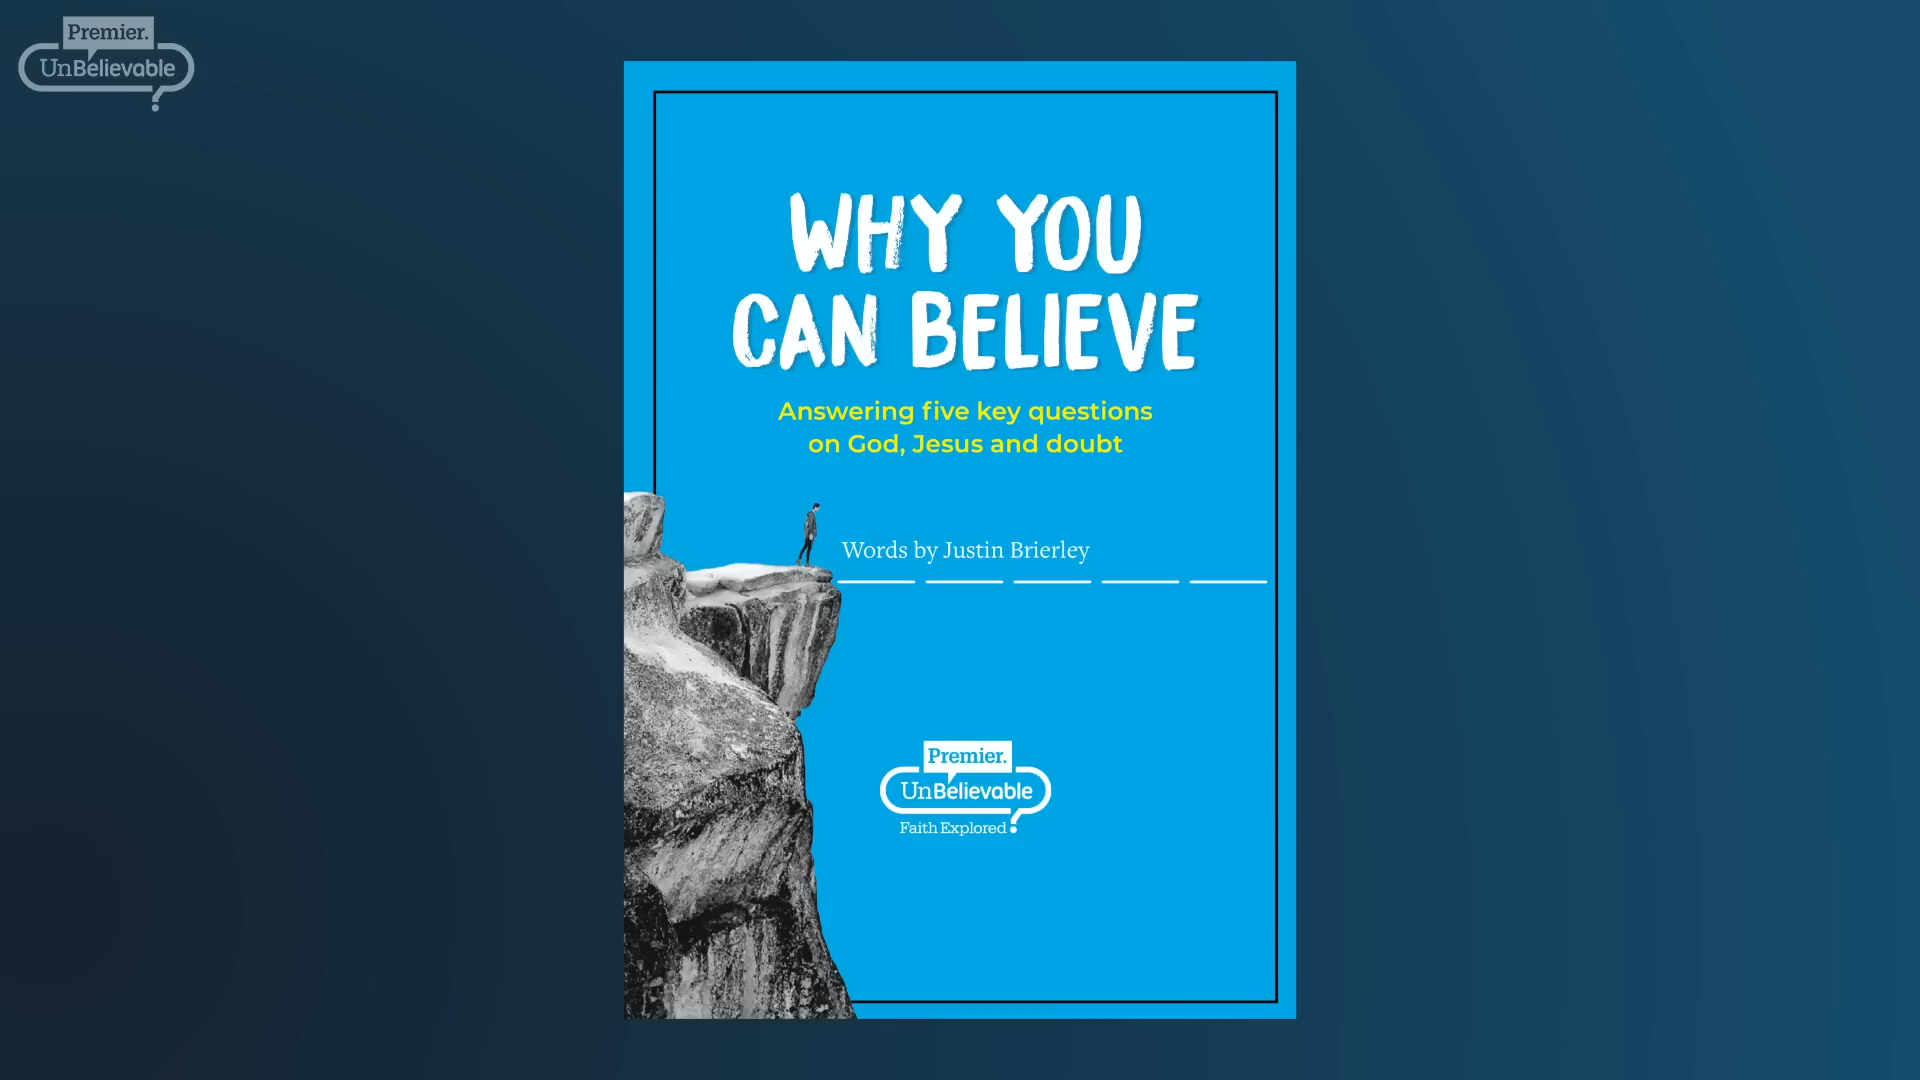 Premier.
UnBelievable
?
WHY YOU
CAN BELIEVE
Answering five key questions
on God, Jesus and doubt
Words by Justin Brierley
Premier.
UnBelievable
Faith Explored ?